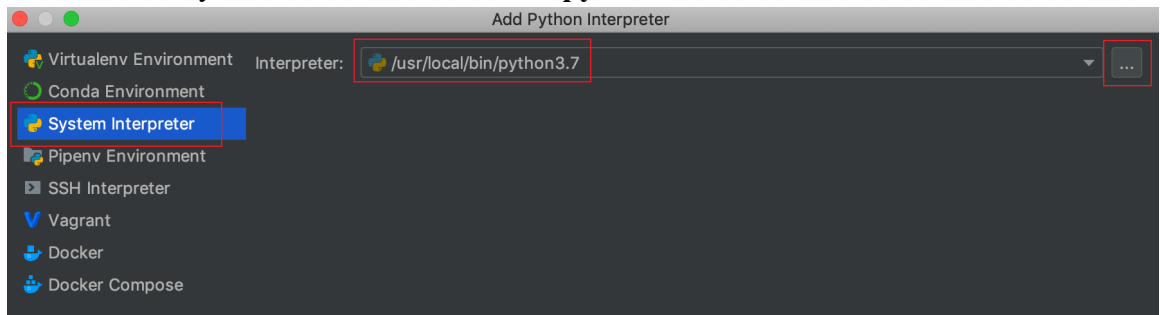 Add Python Interpreter
Virtualenv Environment
Interpreter: /usr/local/bin/python3.7 ...
Conda Environment
System Interpreter
Pipenv Environment
SSH Interpreter
Vagrant
Docker
Docker Compose